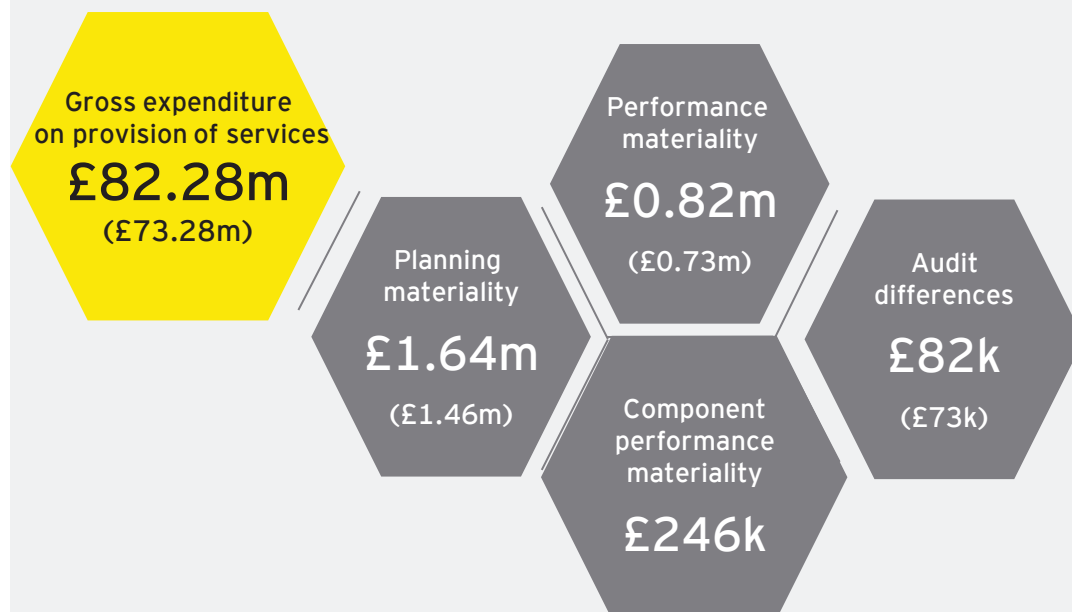 Gross expenditure
on provision of services
£82.28m
(£73.28m)
Planning
materiality
£1.64m
(£1.46m)
Performance
materiality
£0.82m
(£0.73m)
Component
performance
materiality
£246k
Audit
differences
£82k
(£73k)